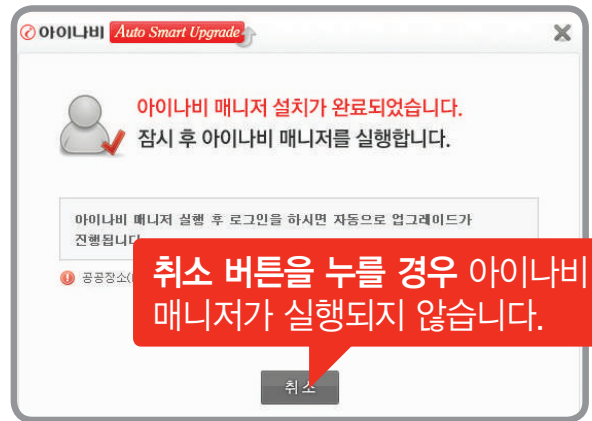 아이나비 Auto Smart Upgrade
아이나비 매니저 설치가 완료되었습니다.
잠시 후 아이나비 매니저를 실행합니다.
아이나비 매니저 실행 후 로그인을 하시면 자동으로 업그레이드가
진행됩니다
공공장소(
취소 버튼을 누를 경우 아이나비
매니저가 실행되지 않습니다.
취소